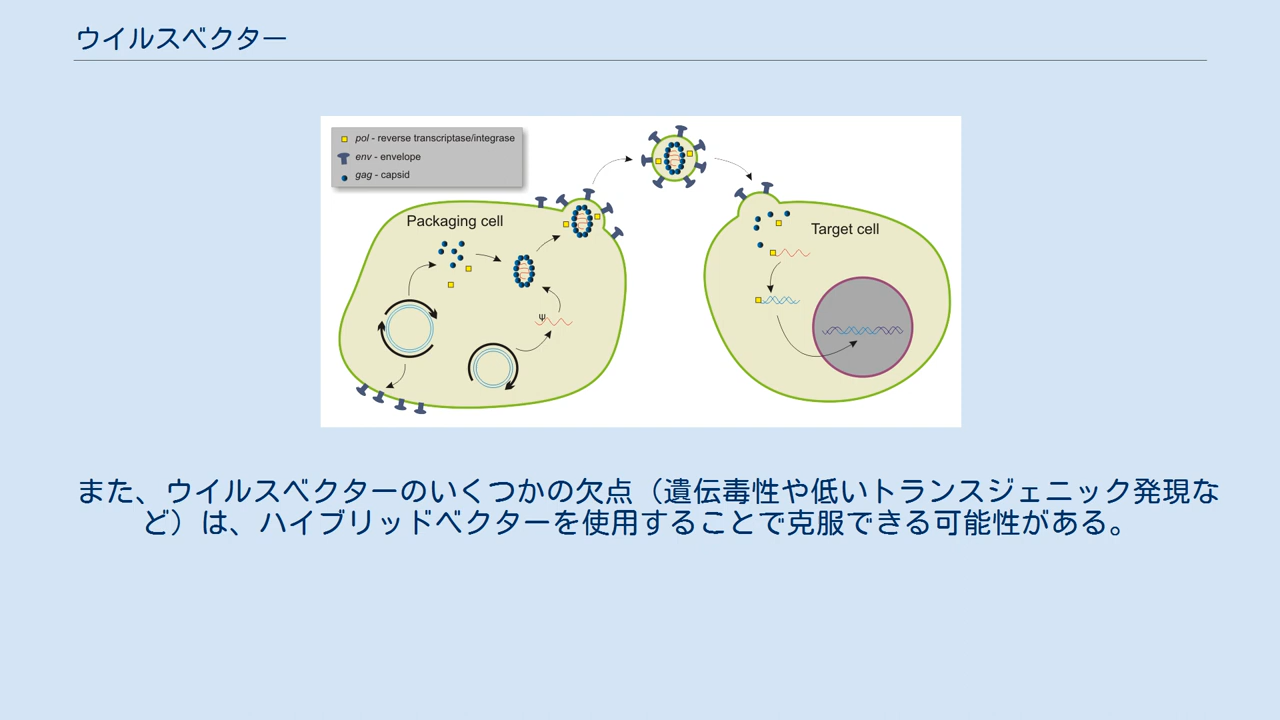 ウイルスベクター
pol - reverse transcriptase/integrase
env - envelope
gag - capsid
Packaging cell
Target cell
ψ
また、ウイルスベクターのいくつかの欠点（遺伝毒性や低いトランスジェニック発現な
ど）は、ハイブリッドベクターを使用することで克服できる可能性がある。